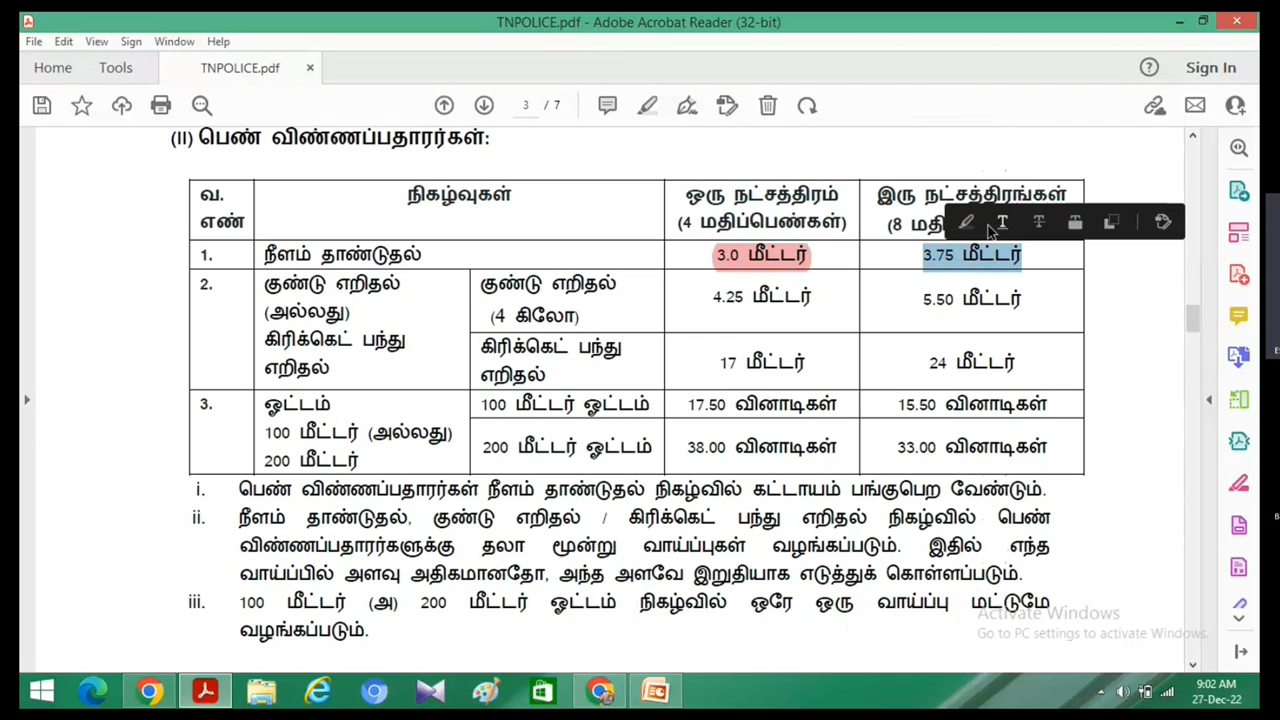 TNPOLICE.pdf - Adobe Acrobat Reader (32-bit)
File Edit View Sign Window Help
Home Tools TNPOLICE.pdf × Sign In
3 / 7
(II) பெண் விண்ணப்பதாரர்கள்:
வ. எண் நிகழ்வுகள் ஒரு நட்சத்திரம் (4 மதிப்பெண்கள்) இரு நட்சத்திரங்கள் (8
1. நீளம் தாண்டுதல் 3.0 மீட்டர் 3.75 மீட்டர்
2. குண்டு எறிதல் (அல்லது) கிரிக்கெட் பந்து எறிதல்
குண்டு எறிதல் (4 கிலோ) 4.25 மீட்டர் 5.50 மீட்டர்
கிரிக்கெட் பந்து எறிதல் 17 மீட்டர் 24 மீட்டர்
3. ஓட்டம் 100 மீட்டர் (அல்லது) 200 மீட்டர்
100 மீட்டர் ஓட்டம் 17.50 வினாடிகள் 15.50 வினாடிகள்
200 மீட்டர் ஓட்டம் 38.00 வினாடிகள் 33.00 வினாடிகள்
i. பெண் விண்ணப்பதாரர்கள் நீளம் தாண்டுதல் நிகழ்வில் கட்டாயம் பங்குபெற வேண்டும்.
ii. நீளம் தாண்டுதல், குண்டு எறிதல் / கிரிக்கெட் பந்து எறிதல் நிகழ்வில் பெண்
விண்ணப்பதாரர்களுக்கு தலா மூன்று வாய்ப்புகள் வழங்கப்படும். இதில் எந்த
வாய்ப்பில் அளவு அதிகமானதோ, அந்த அளவே இறுதியாக எடுத்துக் கொள்ளப்படும்.
iii. 100 மீட்டர் (அ) 200 மீட்டர் ஓட்டம் நிகழ்வில் ஒரே ஒரு வாய்ப்பு மட்டுமே
வழங்கப்படும்.
Activate Windows
Go to PC settings to activate Windows.
9:02 AM
27-Dec-22